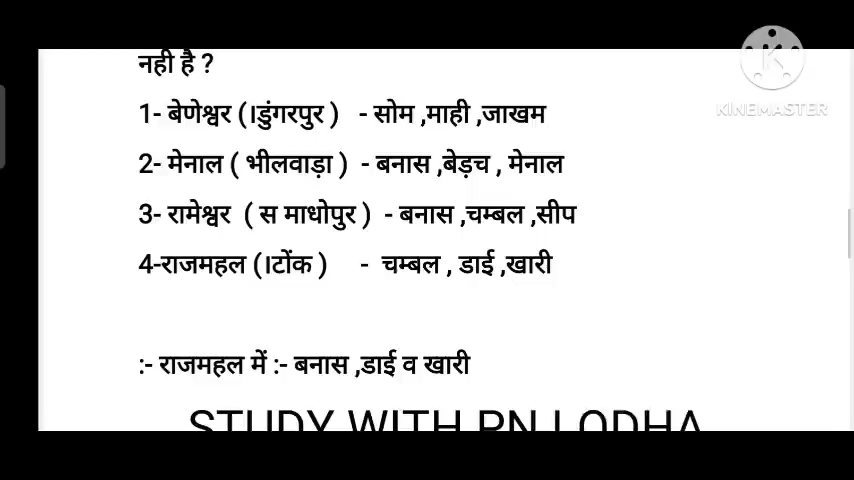 नही है ?
KINEMASTER
1- बेणेश्वर (।डुंगरपुर ) - सोम ,माही ,जाखम
2- मेनाल ( भीलवाड़ा ) - बनास ,बेड़च , मेनाल
3- रामेश्वर ( स माधोपुर ) - बनास ,चम्बल ,सीप
4-राजमहल (।टोंक ) - चम्बल , डाई ,खारी
:- राजमहल में :- बनास ,डाई व खारी
STUDY WITH PN LODHA